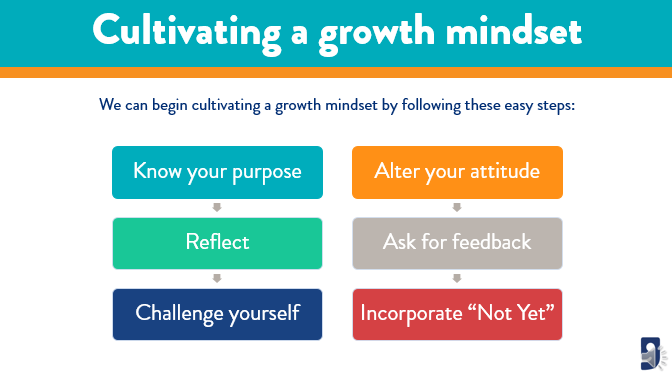 Cultivating a growth mindset
We can begin cultivating a growth mindset by following these easy steps:
Know your purpose
Reflect
Challenge yourself
Alter your attitude
Ask for feedback
Incorporate “Not Yet”